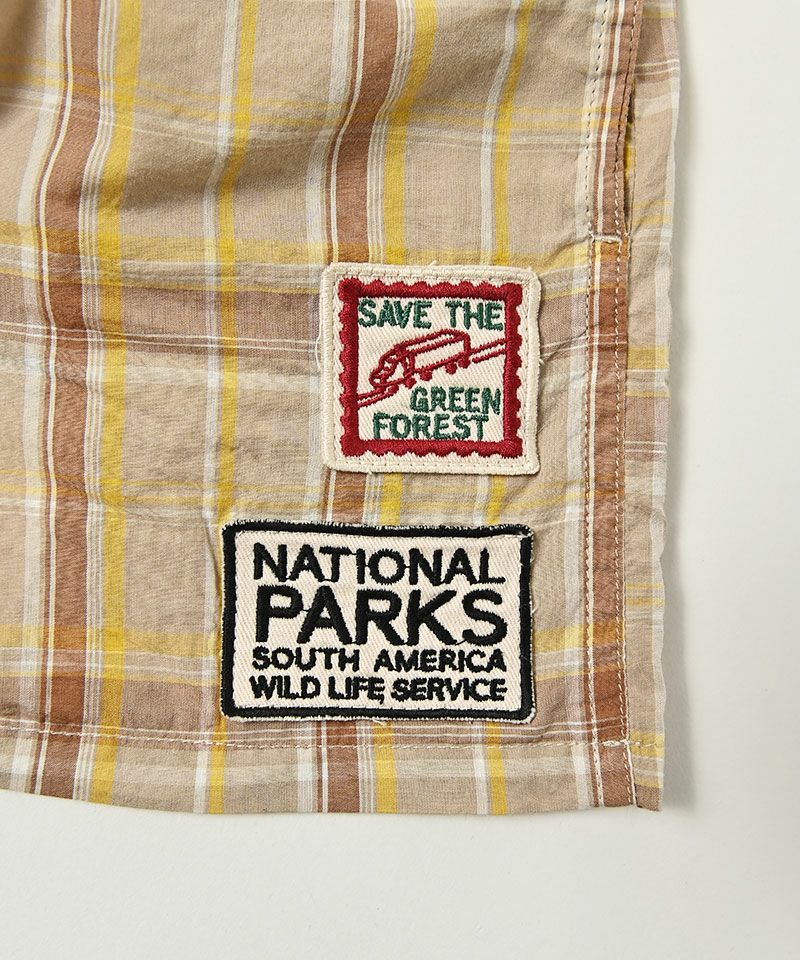 SAVE THE
GREEN
FOREST
NATIONAL
PARKS
SOUTH AMERICA
WILD LIFE, SERVICE